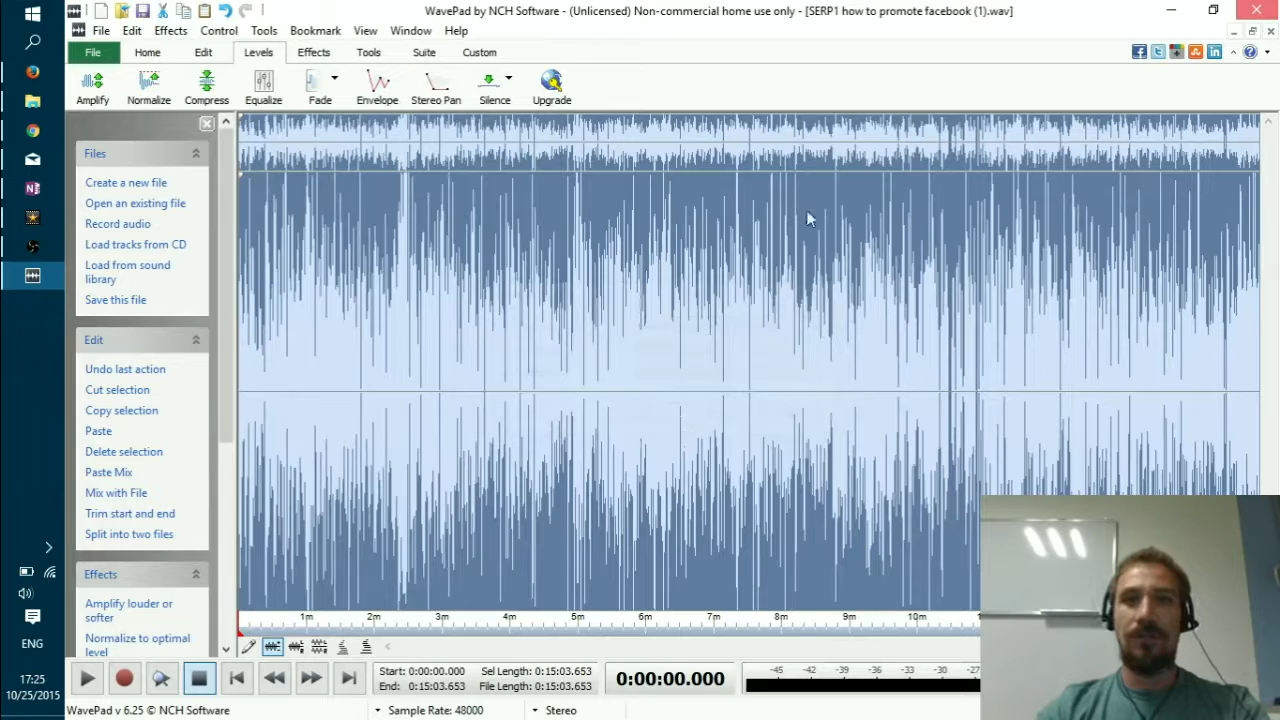 WavePad by NCH Software - (Unlicensed) Non-commercial home use only - [SERP1 how to promote facebook (1).wav]
File Edit Effects Control Tools Bookmark View Window Help
File Home Edit Levels Effects Tools Suite Custom
Amplify Normalize Compress Equalize Fade Envelope Stereo Pan Silence Upgrade
Files
Create a new file
Open an existing file
Record audio
Load tracks from CD
Load from sound
library
Save this file
Edit
Undo last action
Cut selection
Copy selection
Paste
Delete selection
Paste Mix
Mix with File
Trim start and end
Split into two files
Effects
Amplify louder or
softer
Normalize to optimal
level
1m 2m 3m 4m 5m 6m 7m 8m 9m 10m
Start: 0:00:00.000 Sel Length: 0:15:03.653
End: 0:15:03.653 File Length: 0:15:03.653
0:00:00.000
-45 -42 -39 -36 -33 -30 -27
WavePad v 6.25 © NCH Software
Sample Rate: 48000
Stereo
ENG
17:25
10/25/2015